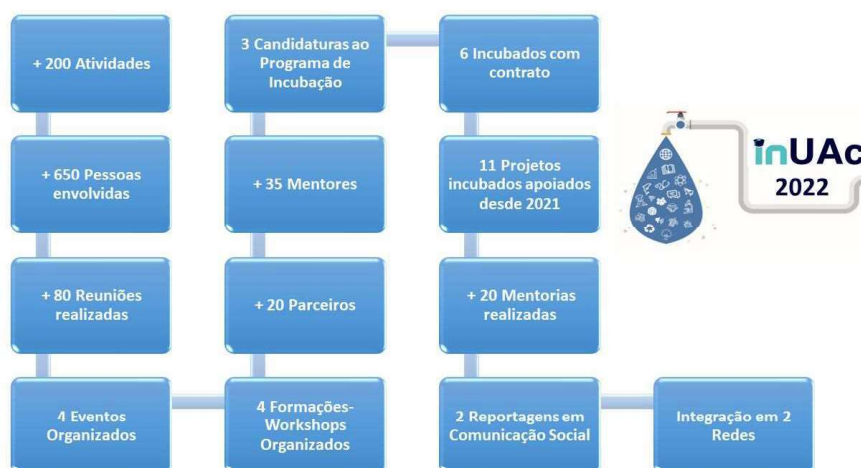 + 200 Atividades
+ 650 Pessoas
envolvidas
+ 80 Reuniões
realizadas
4 Eventos
Organizados
4 Formações-
Workshops
Organizados
+ 20 Parceiros
+ 35 Mentores
3 Candidaturas ao
Programa de
Incubação
6 Incubados com
contrato
11 Projetos
incubados apoiados
desde 2021
+ 20 Mentorias
realizadas
2 Reportagens em
Comunicação Social
Integração em 2
Redes
inUAc
2022